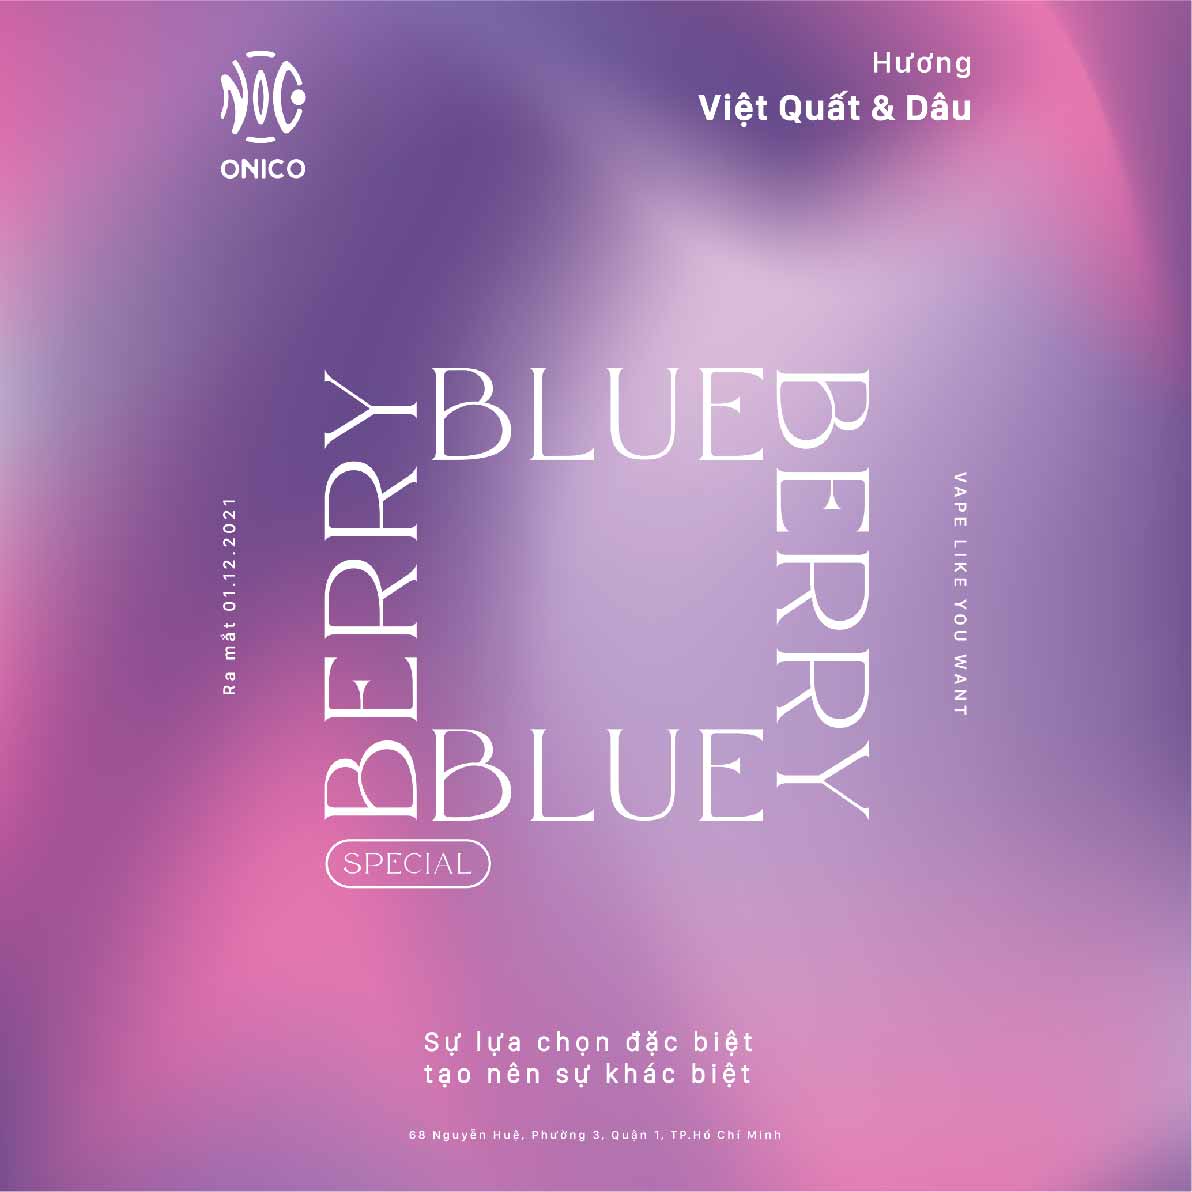 NOC
ONICO
Hương
Việt Quất & Dâu
BLUE
BERRY
BERRY
BLUE
SPECIAL
Ra mắt 01.12.2021
VAPE LIKE YOU WANT
Sự lựa chọn đặc biệt
tạo nên sự khác biệt
68 Nguyễn Huệ, Phường 3, Quận 1, TP.Hồ Chí Minh